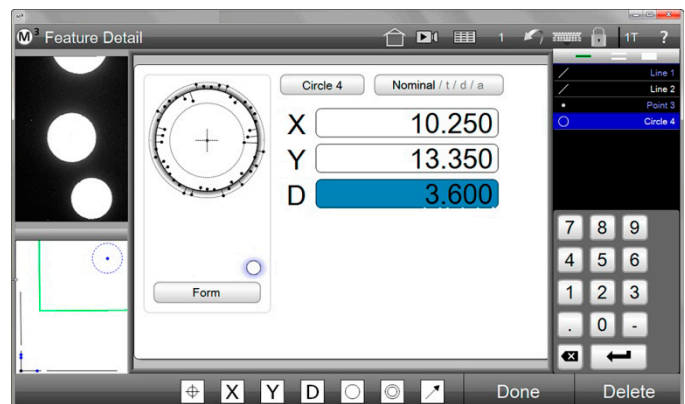 M3 Feature Detail
1
1T
?
Circle 4
Nominal / t / d / a
X 10.250
Y 13.350
D 3.600
Form
Line 1
Line 2
Point 3
Circle 4
7 8 9
4 5 6
1 2 3
. 0 -
X Y D
Done
Delete